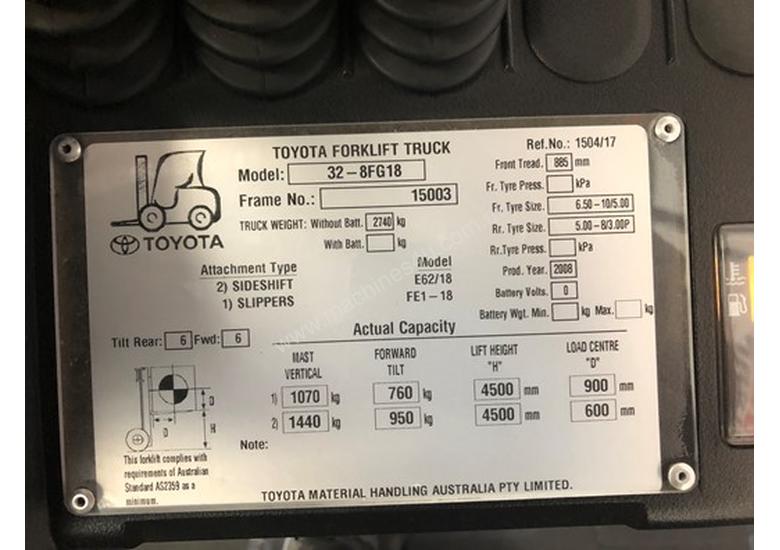 TOYOTA FORKLIFT TRUCK
Ref.No.: 1504/17
Model: 32-8FG18
Frame No.: 15003
TRUCK WEIGHT: Without Batt. 2740 kg
With Batt. kg
Front Tread. 885 mm
Fr. Tyre Press. kPa
Fr. Tyre Size. 6.50-10/5.00
Rr. Tyre Size. 5.00-8/3.00P
Rr.Tyre Press. kPa
Prod. Year. 2008
Battery Volts. 0
Battery Wgt. Min. kg Max. kg
TOYOTA
Attachment Type Model
2) SIDESHIFT E62/18
1) SLIPPERS FE1-18
Tilt Rear: 6 Fwd: 6
Actual Capacity
MAST VERTICAL
FORWARD TILT
LIFT HEIGHT "H"
LOAD CENTRE "D"
1) 1070 kg 760 kg 4500 mm 900 mm
2) 1440 kg 950 kg 4500 mm 600 mm
D
D
H
Note:
This forklift complies with
requirements of Australian
Standard AS2359 as a
minimum.
TOYOTA MATERIAL HANDLING AUSTRALIA PTY LIMITED.